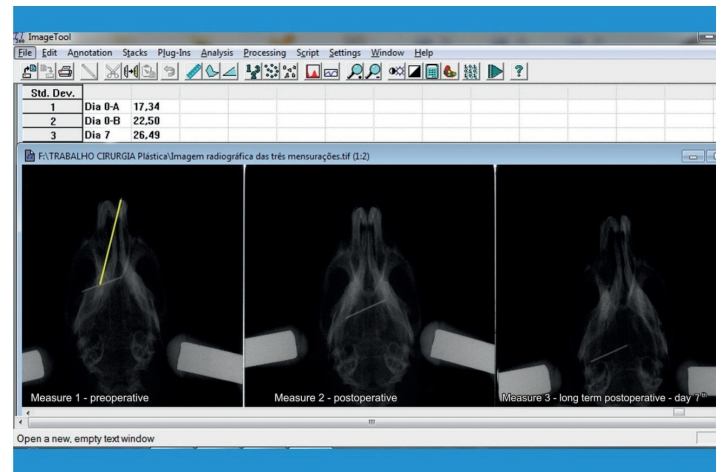 ImageTool
File Edit Annotation Stacks Plug-Ins Analysis Processing Script Settings Window Help
Std. Dev.
1 Dia 0-A 17,34
2 Dia 0-B 22,50
3 Dia 7 26,49
F:\TRABALHO CIRURGIA Plástica\Imagem radiográfica das três mensurações.tif (1:2)
Measure 1 - preoperative
Measure 2 - postoperative
Measure 3 - long term postoperative - day 7th
Open a new, empty text window